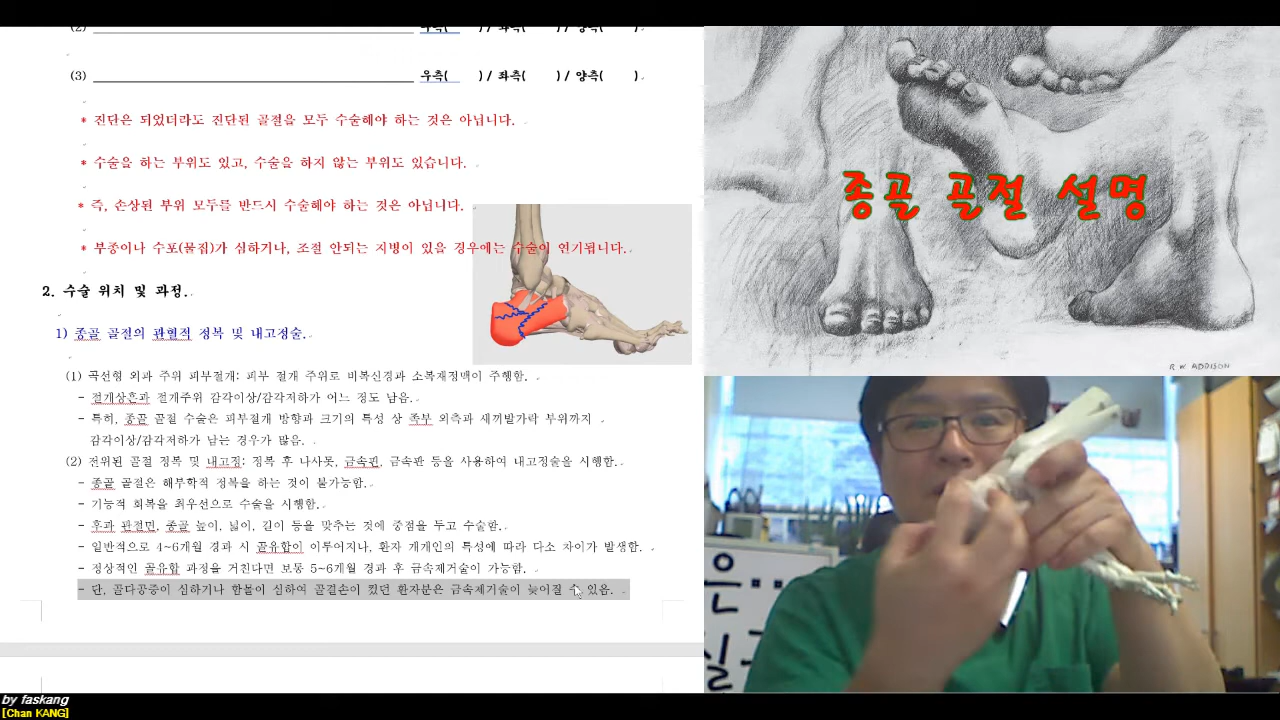 (2) 우측( ) / 좌측( ) / 양측( )
(3) 우측( ) / 좌측( ) / 양측( )
* 진단은 되었더라도 진단된 골절을 모두 수술해야 하는 것은 아닙니다.
* 수술을 하는 부위도 있고, 수술을 하지 않는 부위도 있습니다.
* 즉, 손상된 부위 모두를 반드시 수술해야 하는 것은 아닙니다.
* 부종이나 수포(물집)가 심하거나, 조절 안되는 지병이 있을 경우에는 수술이 연기됩니다.
2. 수술 위치 및 과정.
1) 종골 골절의 관혈적 정복 및 내고정술.
(1) 곡선형 외과 주위 피부절개: 피부 절개 주위로 비복신경과 소복재정맥이 주행함.
- 절개상흔과 절개주위 감각이상/감각저하가 어느 정도 남음.
- 특히, 종골 골절 수술은 피부절개 방향과 크기의 특성 상 족부 외측과 새끼발가락 부위까지
감각이상/감각저하가 남는 경우가 많음.
(2) 전위된 골절 정복 및 내고정: 정복 후 나사못, 금속핀, 금속판 등을 사용하여 내고정술을 시행함.
- 종골 골절은 해부학적 정복을 하는 것이 불가능함.
- 기능적 회복을 최우선으로 수술을 시행함.
- 후과 관절면, 종골 높이, 넓이, 길이 등을 맞추는 것에 중점을 두고 수술함.
- 일반적으로 4~6개월 경과 시 골유합이 이루어지나, 환자 개개인의 특성에 따라 다소 차이가 발생함.
- 정상적인 골유합 과정을 거친다면 보통 5~6개월 경과 후 금속제거술이 가능함.
- 단, 골다공증이 심하거나 함몰이 심하여 골결손이 컸던 환자분은 금속제거술이 늦어질 수 있음.
종골 골절 설명
R.W. ADDISON
by faskang
[Chan KANG]